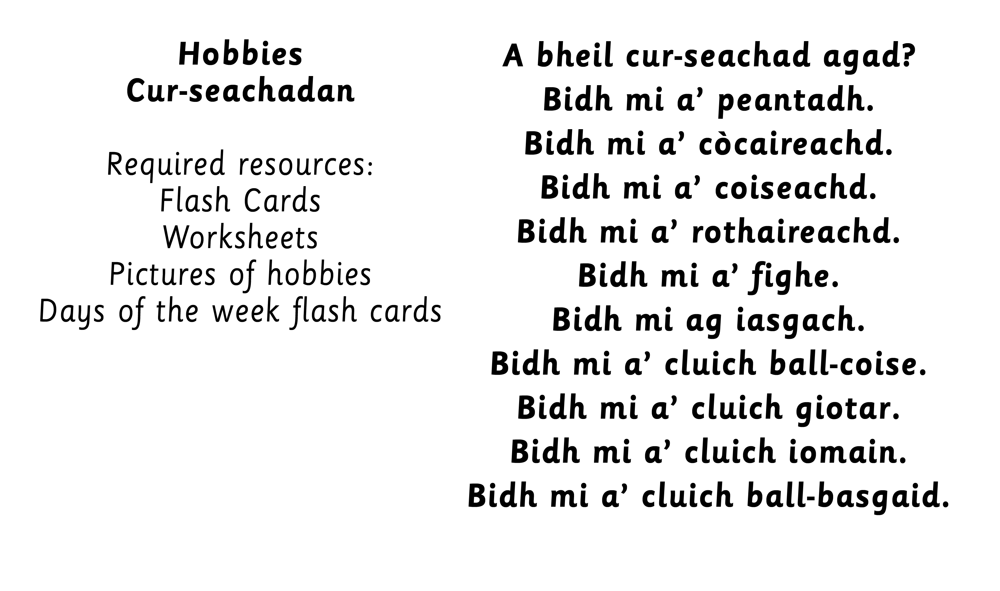 Hobbies
Cur-seachadan
Required resources:
Flash Cards
Worksheets
Pictures of hobbies
Days of the week flash cards
A bheil cur-seachad agad?
Bidh mi a’ peantadh.
Bidh mi a’ còcaireachd.
Bidh mi a’ coiseachd.
Bidh mi a’ rothaireachd.
Bidh mi a’ fighe.
Bidh mi ag iasgach.
Bidh mi a’ cluich ball-coise.
Bidh mi a’ cluich giotar.
Bidh mi a’ cluich iomain.
Bidh mi a’ cluich ball-basgaid.